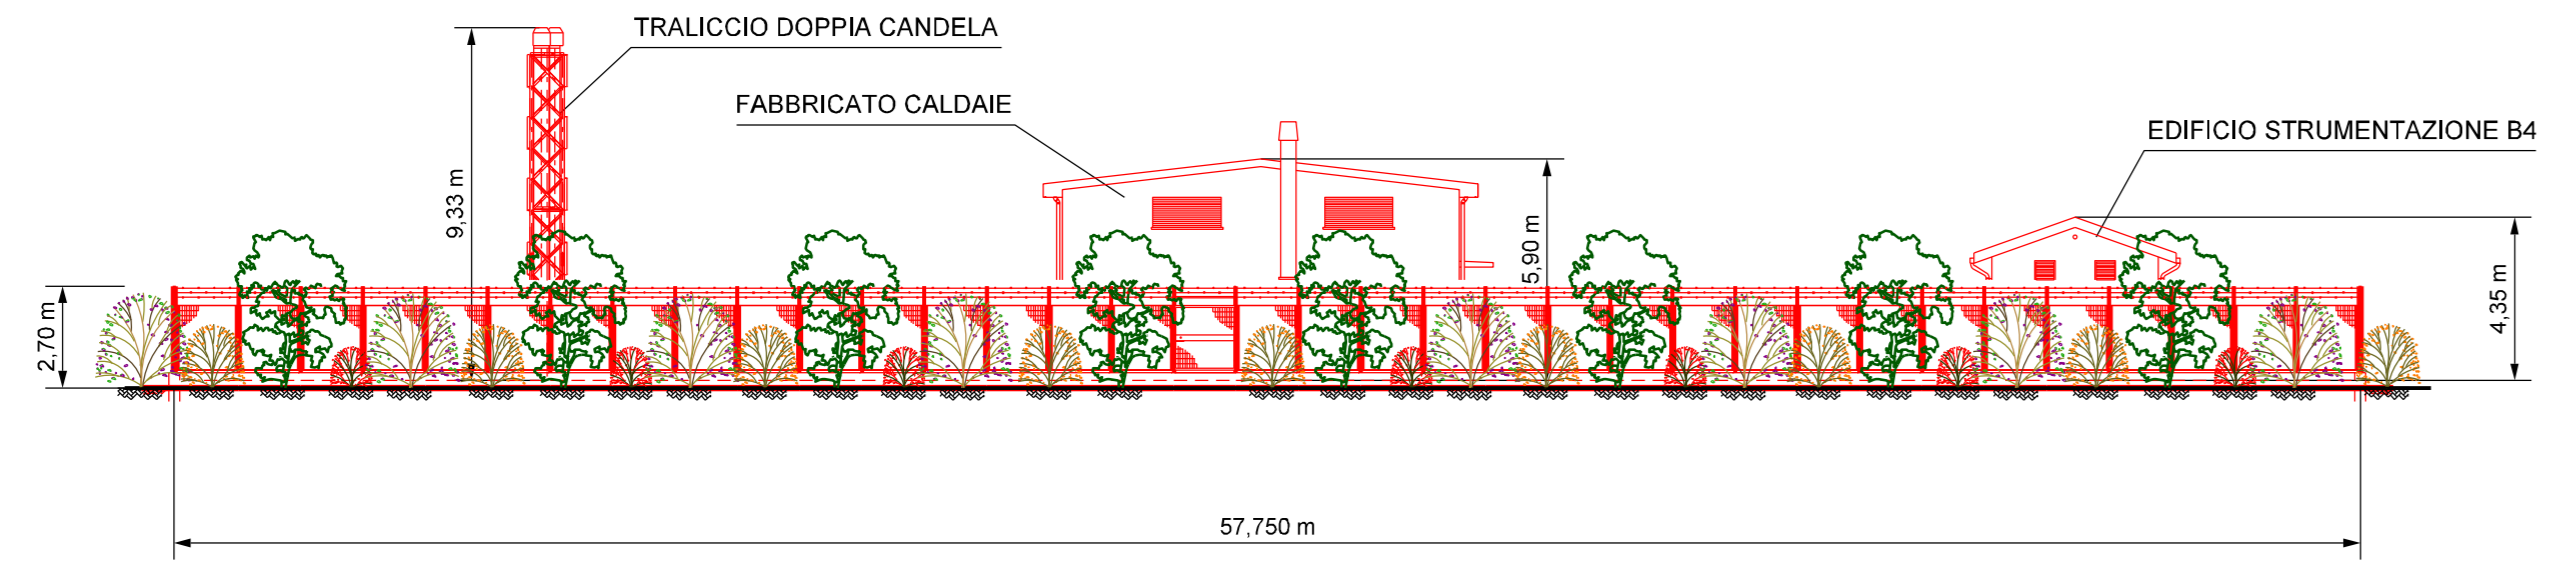 TRALICCIO DOPPIA CANDELA
FABBRICATO CALDAIE
EDIFICIO STRUMENTAZIONE B4
9,33 m
5,90 m
2,70 m
4,35 m
57,750 m